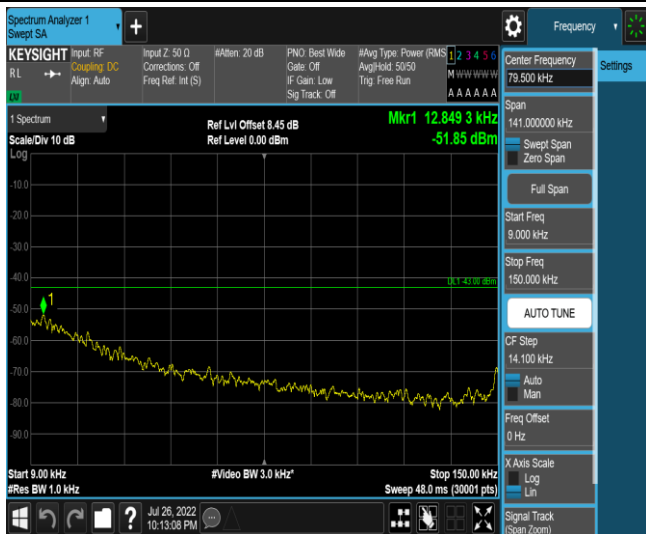 Spectrum Analyzer 1
Swept SA
Frequency
KEYSIGHT
Input: RF
Coupling: DC
Align: Auto
Input Z: 50 Ω
Corrections: Off
Freq Ref: Int (S)
#Atten: 20 dB
PNO: Best Wide
Gate: Off
IF Gain: Low
Sig Track: Off
#Avg Type: Power (RMS
Avg|Hold: 50/50
Trig: Free Run
1 2 3 4 5 6
M W W W W W
A A A A A A
RL
LXI
Settings
1 Spectrum
Scale/Div 10 dB
Ref Lvl Offset 8.45 dB
Ref Level 0.00 dBm
Mkr1 12.849 3 kHz
-51.85 dBm
Log
-10.0
-20.0
-30.0
-40.0
-50.0
-60.0
-70.0
-80.0
-90.0
DL1 -43.00 dBm
1
Start 9.00 kHz
#Res BW 1.0 kHz
#Video BW 3.0 kHz*
Stop 150.00 kHz
Sweep 48.0 ms (30001 pts)
Center Frequency
79.500 kHz
Span
141.000000 kHz
Swept Span
Zero Span
Full Span
Start Freq
9.000 kHz
Stop Freq
150.000 kHz
AUTO TUNE
CF Step
14.100 kHz
Auto
Man
Freq Offset
0 Hz
X Axis Scale
Log
Lin
Signal Track
(Span Zoom)
?
Jul 26, 2022
10:13:08 PM